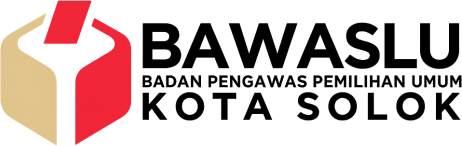 BAWASLU
BADAN PENGAWAS PEMILIHAN UMUM
KOTA SOLOK